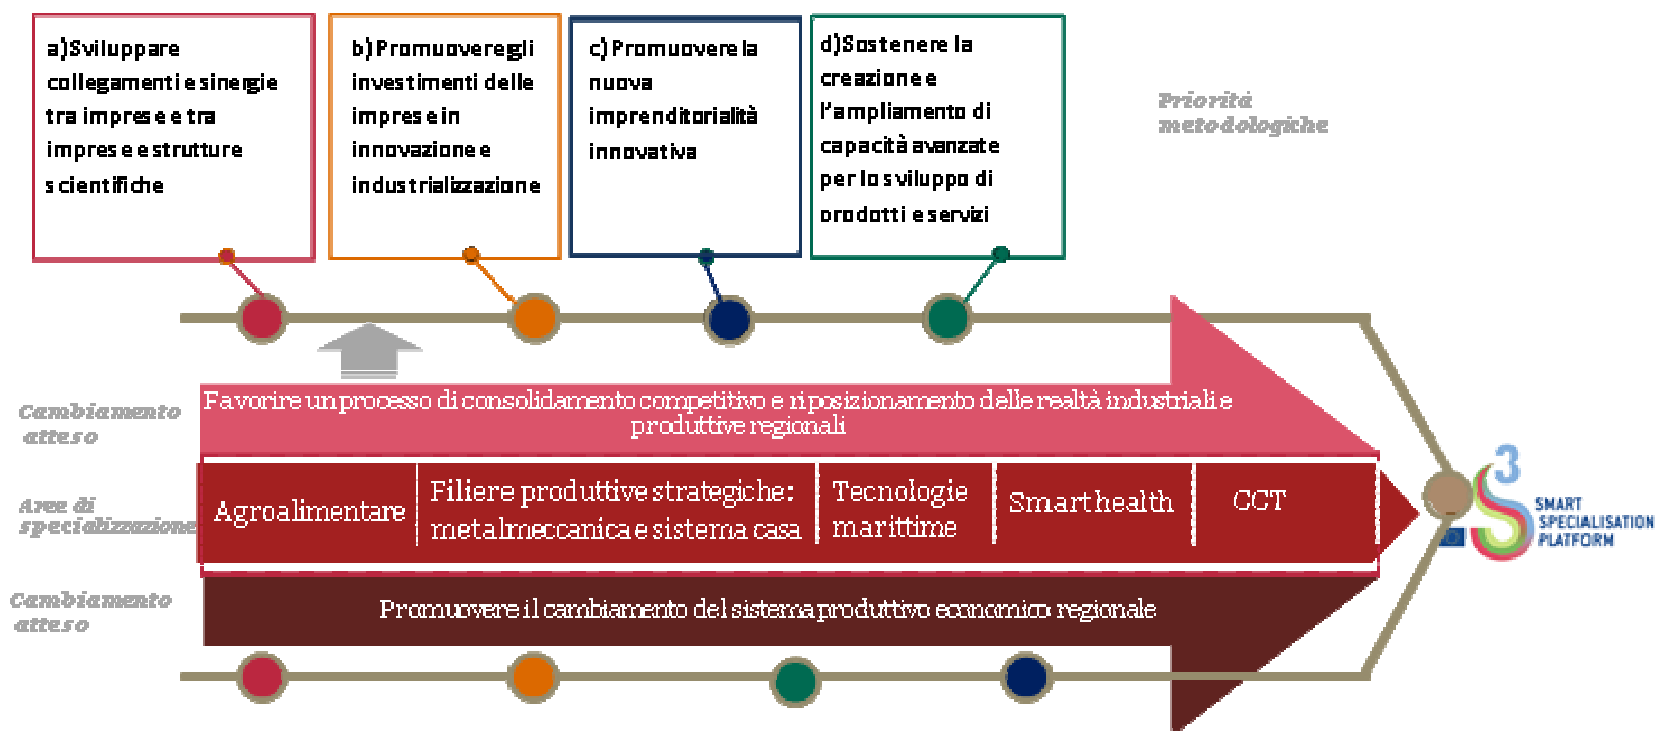 a)Sviluppare
collegamenti e sinergie
tra imprese e tra
imprese e strutture
scientifiche
b)Promuovere gli
investimenti delle
imprese in
innovazione e
industrializzazione
c)Promuovere la
nuova
imprenditorialità
innovativa
d)Sostenere la
creazione e
l'ampliamento di
capacità avanzate
per lo sviluppo di
prodotti e servizi
Priorità
metodologiche
Cambiamento
atteso
Favorire un processo di consolidamento competitivo e riposizionamento delle realtà industriali e
produttive regionali
Aree di
specializzazione
Agroalimentare
Filiere produttive strategiche:
metalmeccanica e sistema casa
Tecnologie
marittime
Smart health
CCT
3
SMART
SPECIALISATION
PLATFORM
Cambiamento
atteso
Promuovere il cambiamento del sistema produttivo economico regionale